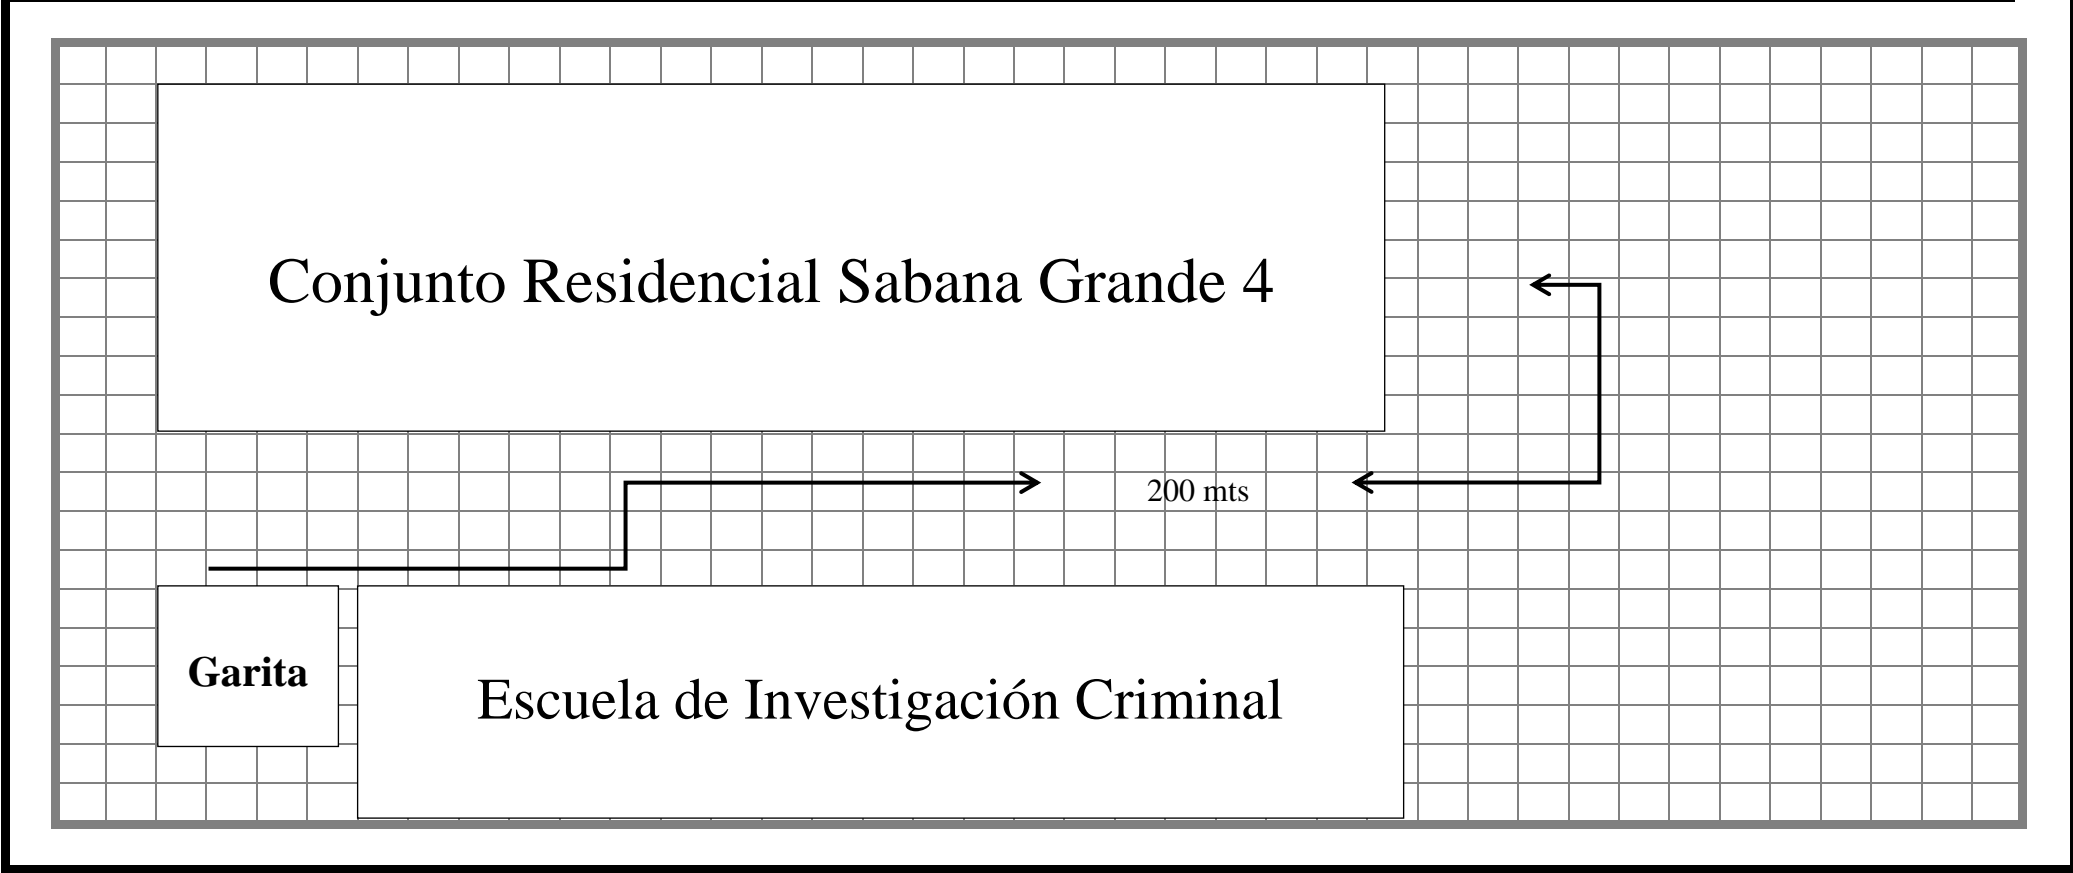 Conjunto Residencial Sabana Grande 4
200 mts
Garita
Escuela de Investigación Criminal